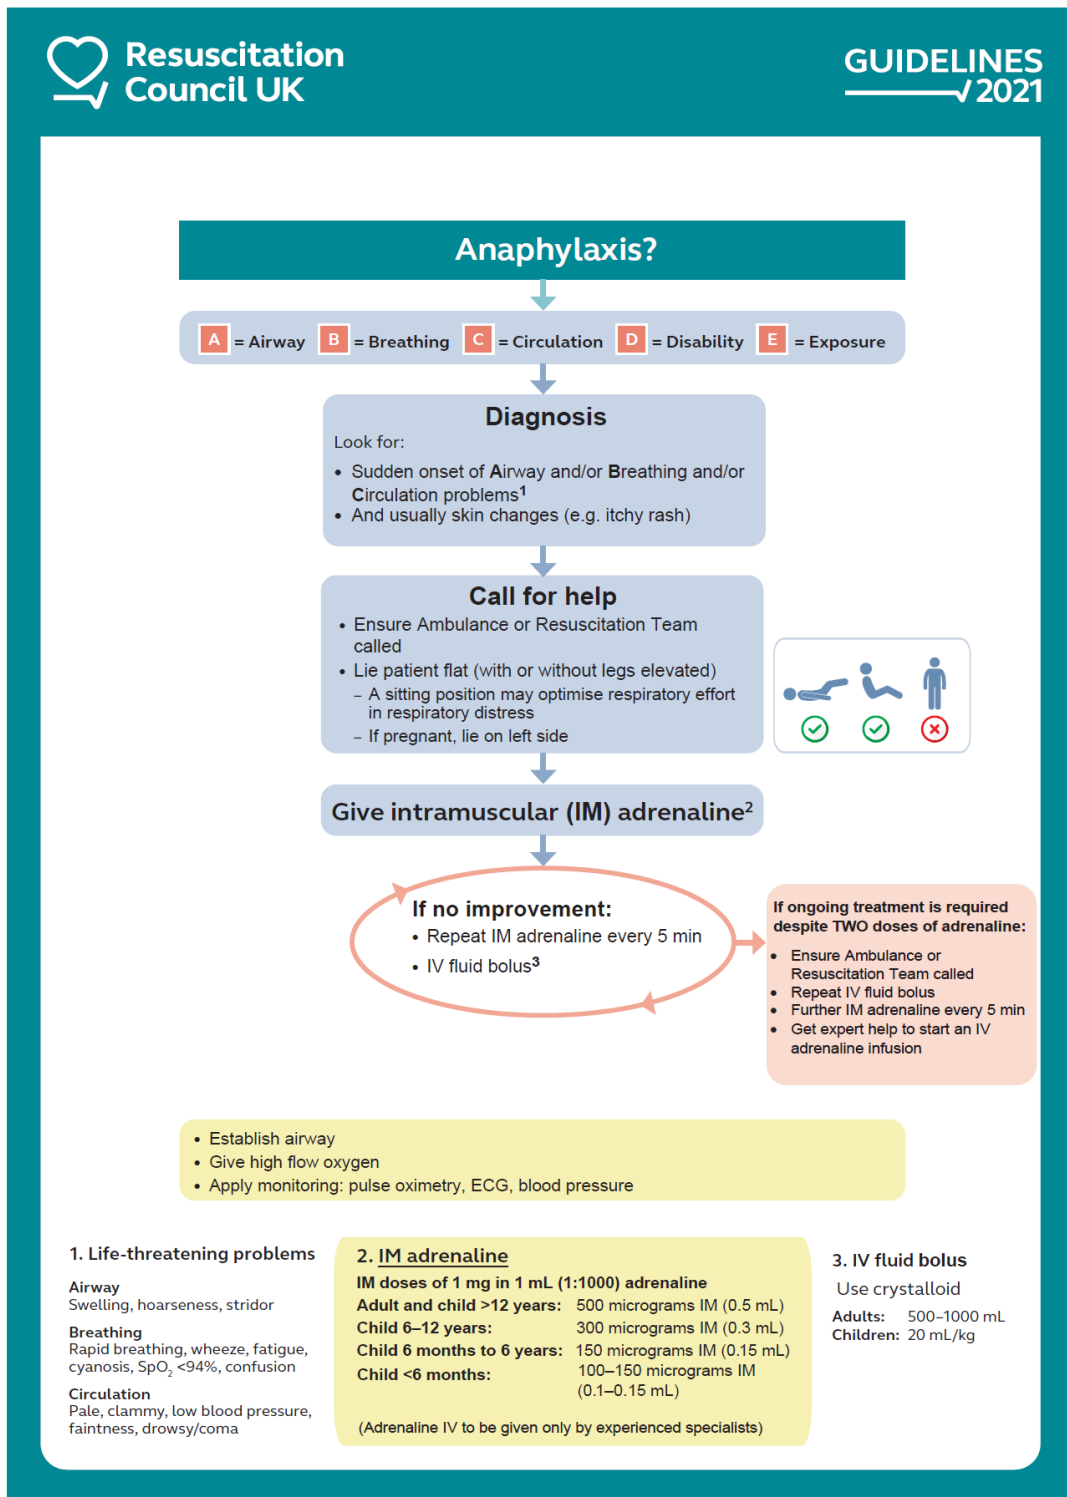 Resuscitation
Council UK
GUIDELINES
2021
Anaphylaxis?
A = Airway B = Breathing C = Circulation D = Disability E = Exposure
Diagnosis
Look for:
• Sudden onset of Airway and/or Breathing and/or
Circulation problems¹
• And usually skin changes (e.g. itchy rash)
Call for help
• Ensure Ambulance or Resuscitation Team
called
• Lie patient flat (with or without legs elevated)
– A sitting position may optimise respiratory effort
in respiratory distress
– If pregnant, lie on left side
Give intramuscular (IM) adrenaline²
If no improvement:
• Repeat IM adrenaline every 5 min
• IV fluid bolus³
If ongoing treatment is required
despite TWO doses of adrenaline:
• Ensure Ambulance or
Resuscitation Team called
• Repeat IV fluid bolus
• Further IM adrenaline every 5 min
• Get expert help to start an IV
adrenaline infusion
• Establish airway
• Give high flow oxygen
• Apply monitoring: pulse oximetry, ECG, blood pressure
1. Life-threatening problems
Airway
Swelling, hoarseness, stridor
Breathing
Rapid breathing, wheeze, fatigue,
cyanosis, SpO₂ <94%, confusion
Circulation
Pale, clammy, low blood pressure,
faintness, drowsy/coma
2. IM adrenaline
IM doses of 1 mg in 1 mL (1:1000) adrenaline
Adult and child >12 years: 500 micrograms IM (0.5 mL)
Child 6–12 years: 300 micrograms IM (0.3 mL)
Child 6 months to 6 years: 150 micrograms IM (0.15 mL)
Child <6 months: 100–150 micrograms IM
(0.1–0.15 mL)
(Adrenaline IV to be given only by experienced specialists)
3. IV fluid bolus
Use crystalloid
Adults: 500–1000 mL
Children: 20 mL/kg